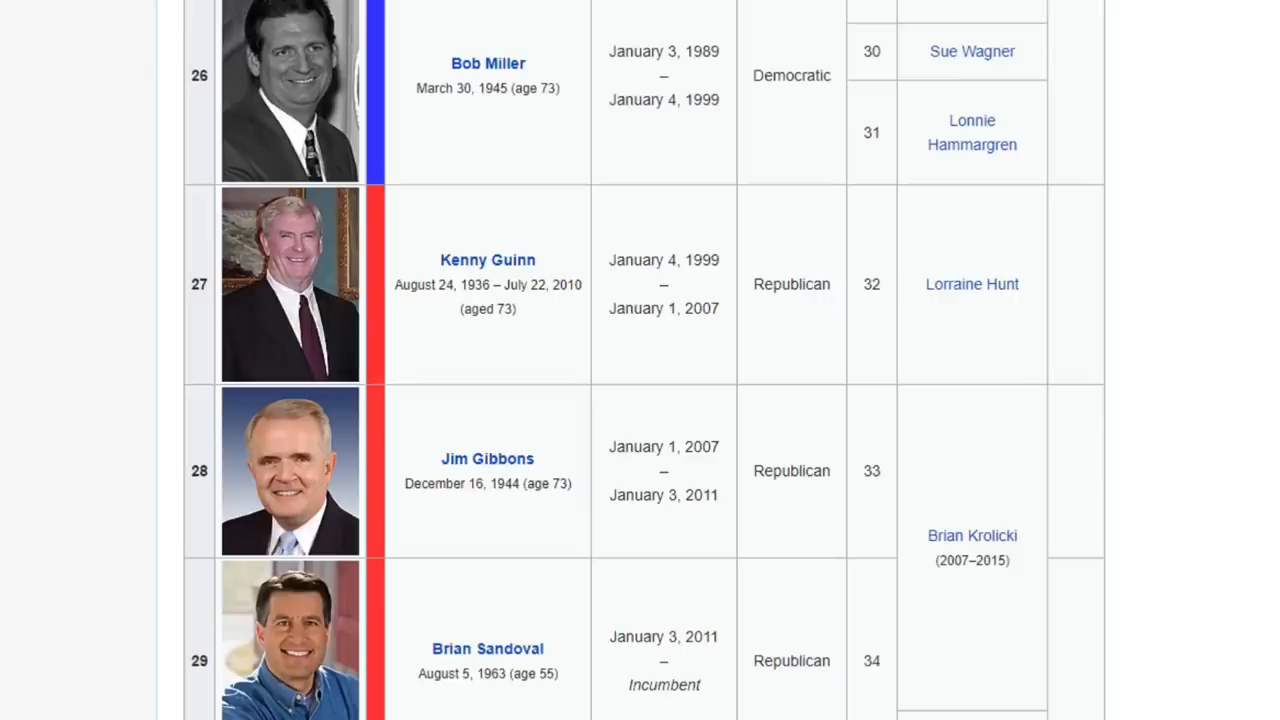 30
Sue Wagner
26
Bob Miller
March 30, 1945 (age 73)
January 3, 1989
–
January 4, 1999
Democratic
31
Lonnie
Hammargren
27
Kenny Guinn
August 24, 1936 – July 22, 2010
(aged 73)
January 4, 1999
–
January 1, 2007
Republican
32
Lorraine Hunt
28
Jim Gibbons
December 16, 1944 (age 73)
January 1, 2007
–
January 3, 2011
Republican
33
Brian Krolicki
(2007–2015)
29
Brian Sandoval
August 5, 1963 (age 55)
January 3, 2011
–
Incumbent
Republican
34